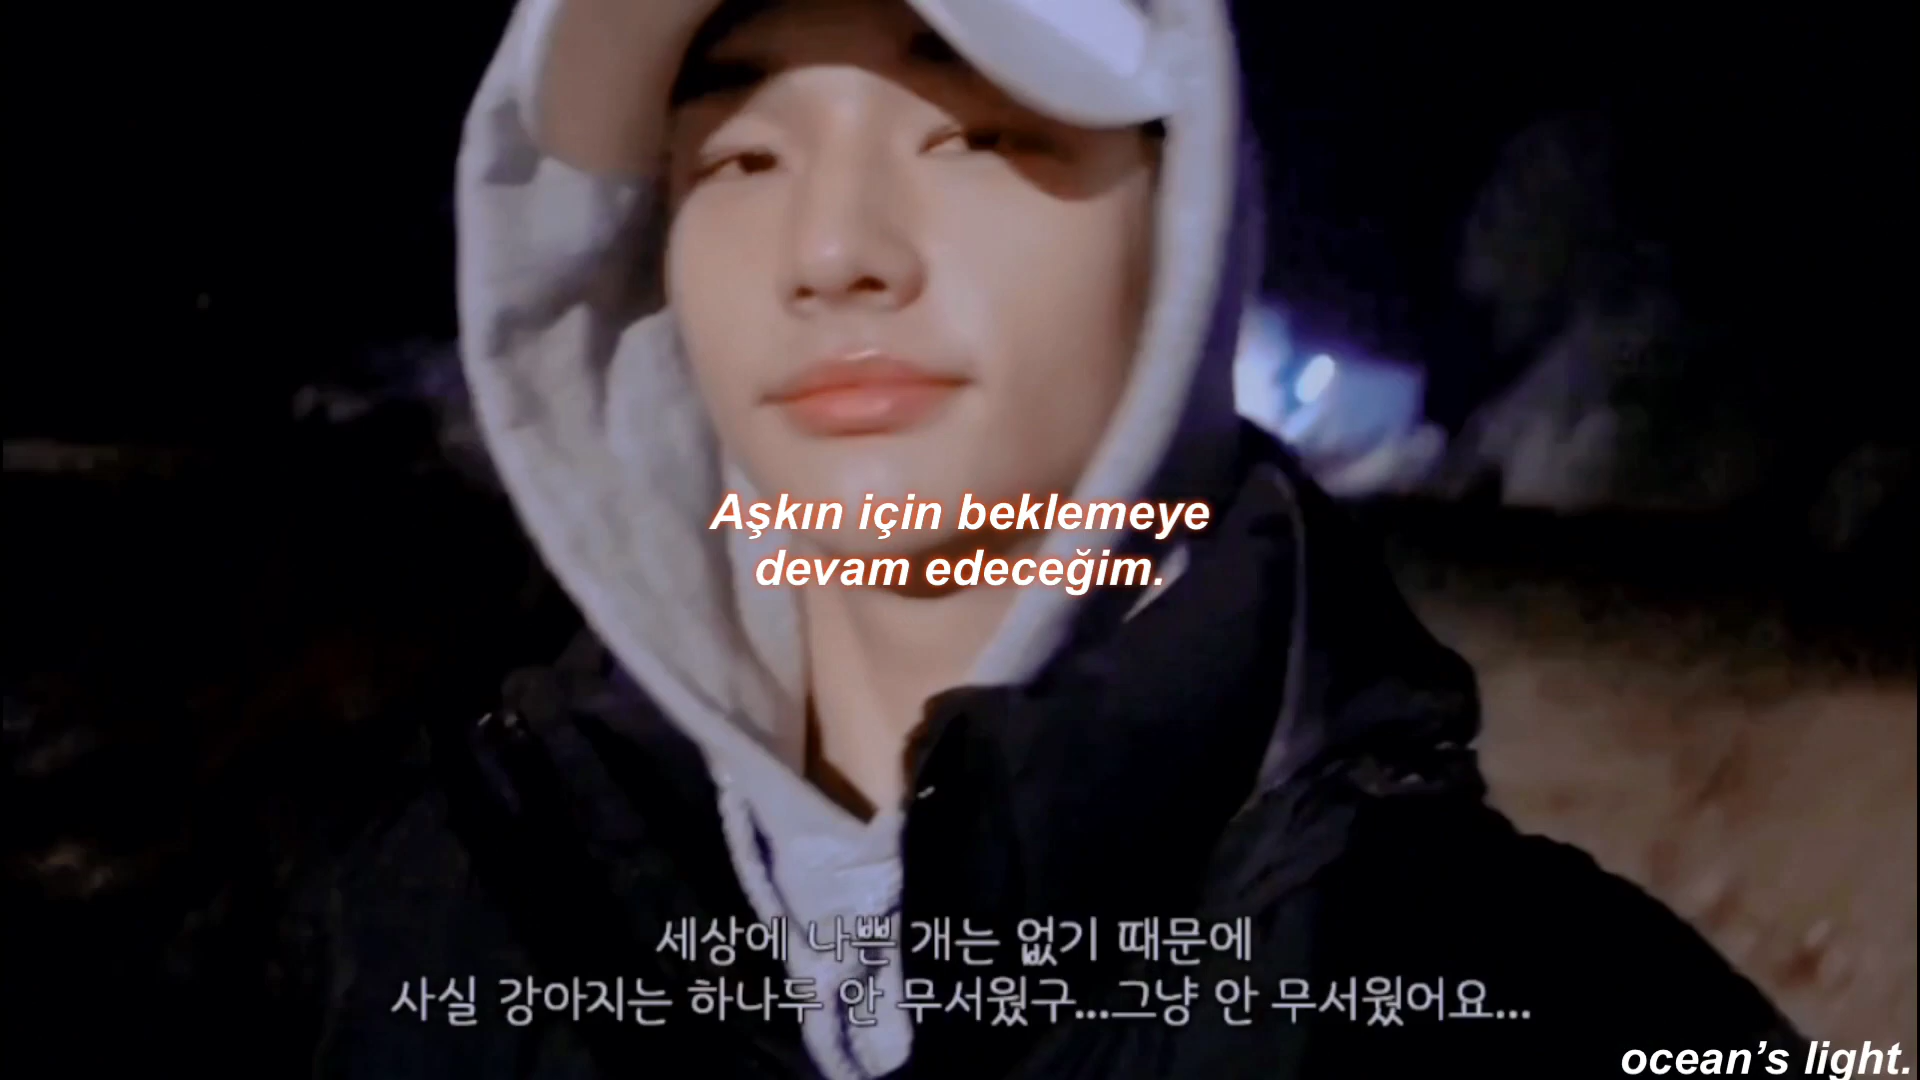 Aşkın için beklemeye
devam edeceğim.
세상에 나쁜 개는 없기 때문에
사실 강아지는 하나두 안 무서웠구...그냥 안 무서웠어요...
ocean’s light.